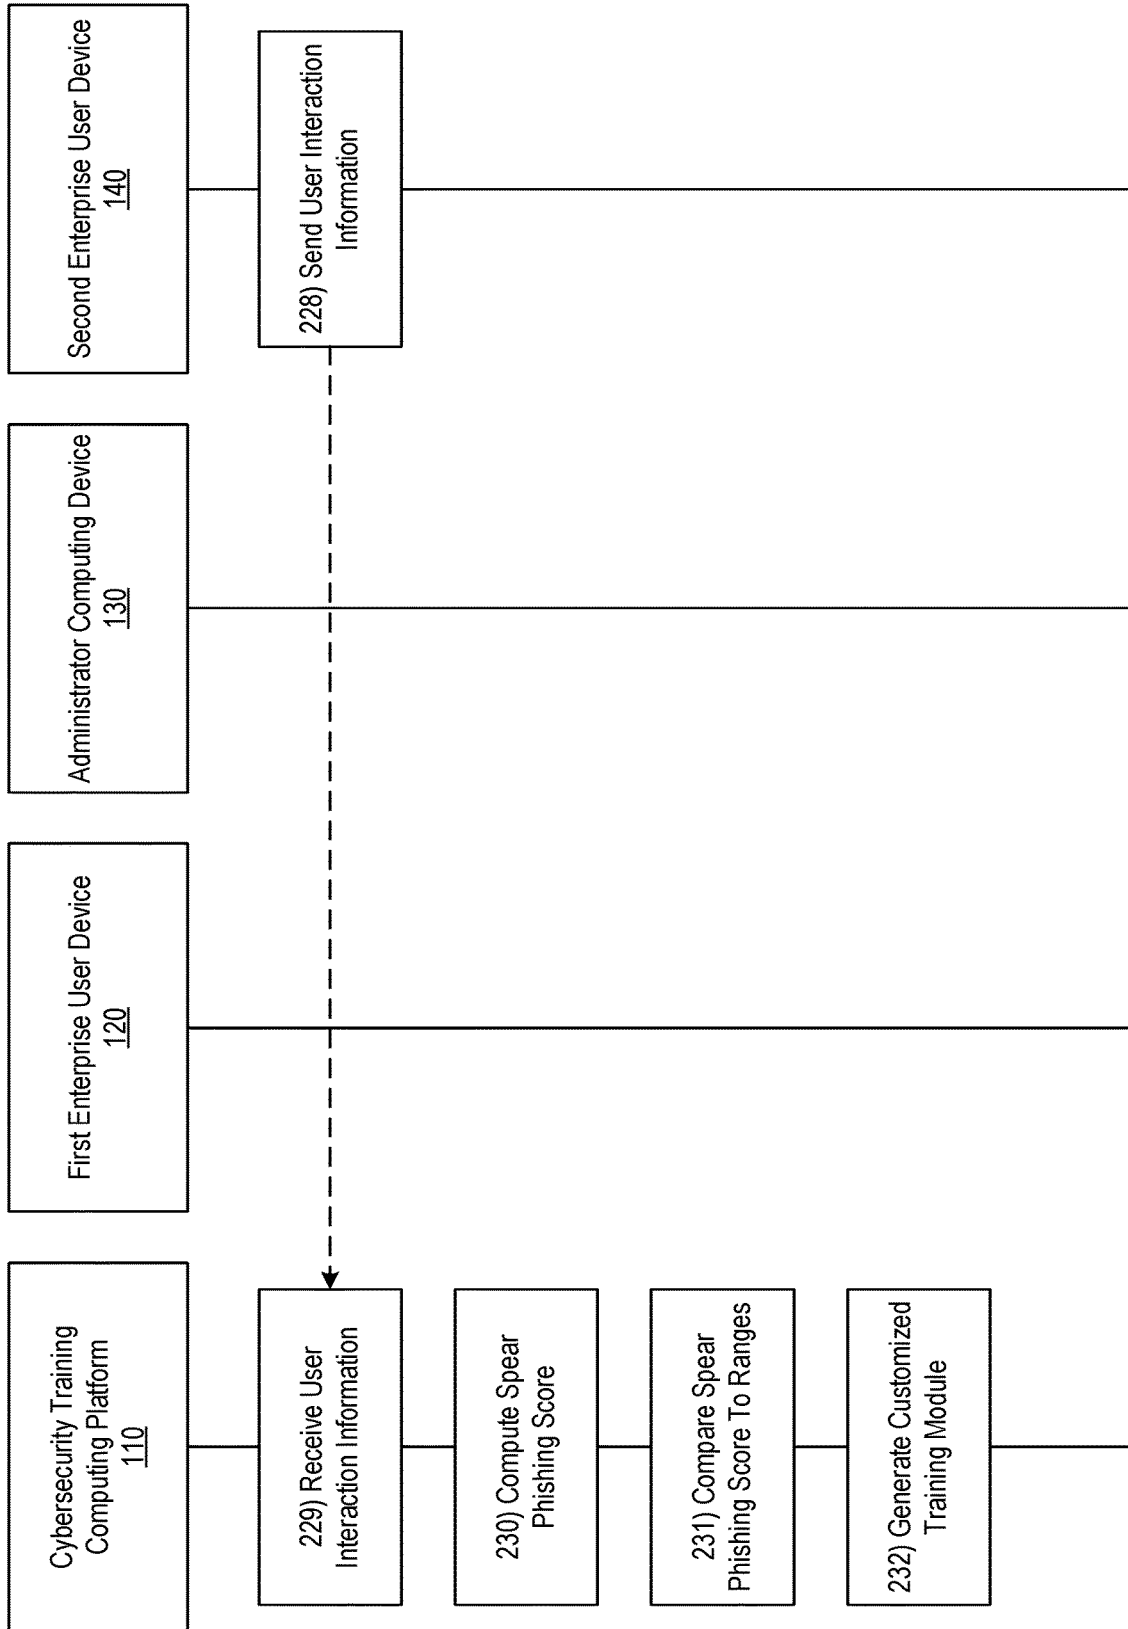 Cybersecurity Training
Computing Platform
110
First Enterprise User Device
120
Administrator Computing Device
130
Second Enterprise User Device
140
228) Send User Interaction
Information
229) Receive User
Interaction Information
230) Compute Spear
Phishing Score
231) Compare Spear
Phishing Score To Ranges
232) Generate Customized
Training Module